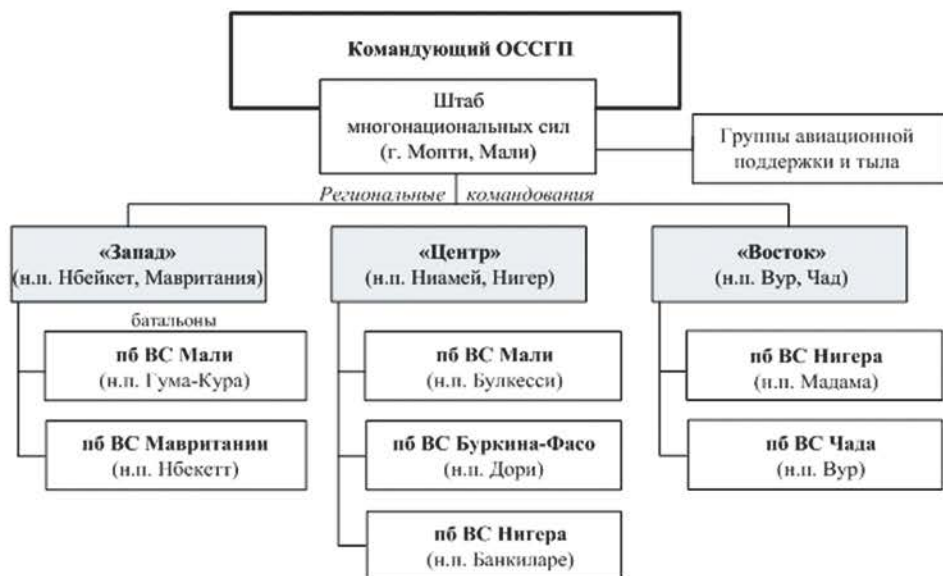 Командующий ОССГП
Штаб
многонациональных сил
(г. Мопти, Мали)
Группы авиационной
поддержки и тыла
Региональные командования
«Запад»
(н.п. Нбейкет, Мавритания)
«Центр»
(н.п. Ниамей, Нигер)
«Восток»
(н.п. Вур, Чад)
батальоны
пб ВС Мали
(н.п. Гума-Кура)
пб ВС Мавритании
(н.п. Нбекетт)
пб ВС Мали
(н.п. Булкесси)
пб ВС Буркина-Фасо
(н.п. Дори)
пб ВС Нигера
(н.п. Банкиларе)
пб ВС Нигера
(н.п. Мадама)
пб ВС Чада
(н.п. Вур)